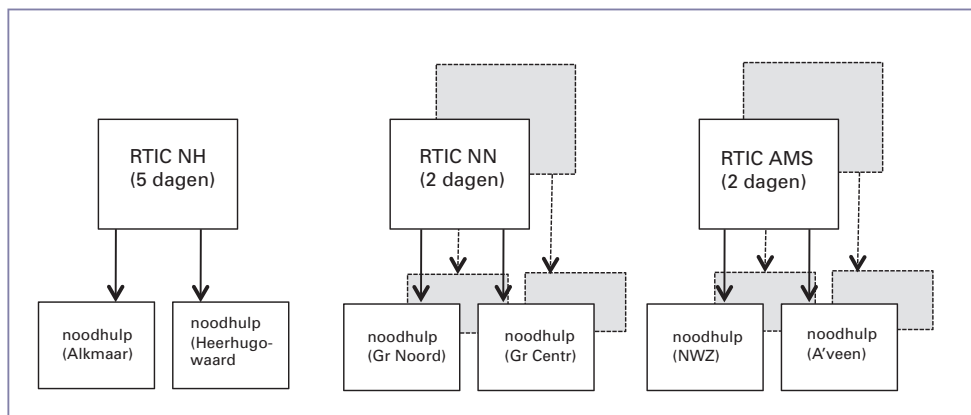 RTIC NH
(5 dagen)
RTIC NN
(2 dagen)
RTIC AMS
(2 dagen)
noodhulp
(Alkmaar)
noodhulp
(Heerhugo-
waard
noodhulp
(Gr Noord)
noodhulp
(Gr Centr)
noodhulp
(NWZ)
noodhulp
(A’veen)